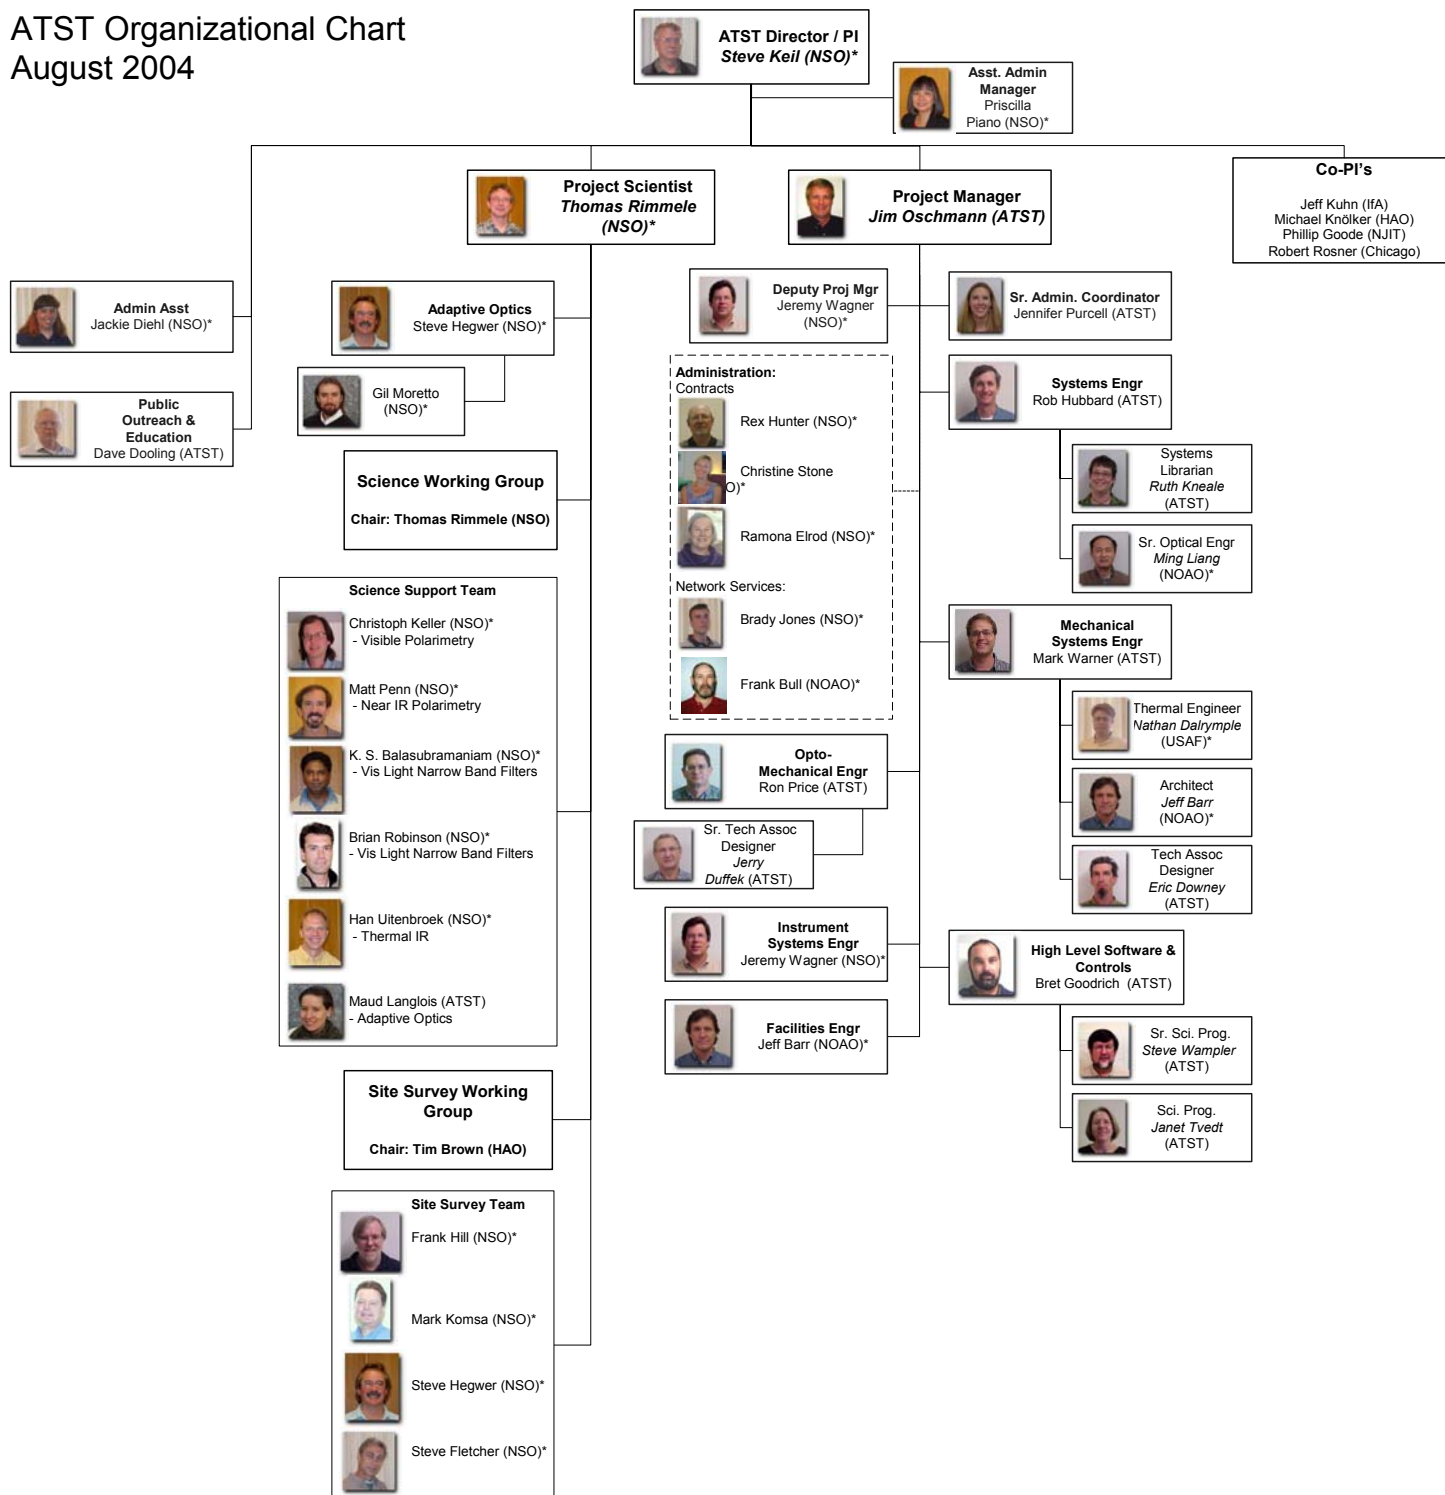 ATST Organizational Chart
August 2004
ATST Director / PI
Steve Keil (NSO)*
Asst. Admin
Manager
Priscilla
Piano (NSO)*
Project Scientist
Thomas Rimmele
(NSO)*
Project Manager
Jim Oschmann (ATST)
Co-PI's
Jeff Kuhn (IfA)
Michael Knölker (HAO)
Phillip Goode (NJIT)
Robert Rosner (Chicago)
Admin Asst
Jackie Diehl (NSO)*
Public
Outreach &
Education
Dave Dooling (ATST)
Adaptive Optics
Steve Hegwer (NSO)*
Gil Moretto
(NSO)*
Science Working Group
Chair: Thomas Rimmele (NSO)
Science Support Team
Christoph Keller (NSO)*
- Visible Polarimetry
Matt Penn (NSO)*
- Near IR Polarimetry
K. S. Balasubramaniam (NSO)*
- Vis Light Narrow Band Filters
Brian Robinson (NSO)*
- Vis Light Narrow Band Filters
Han Uitenbroek (NSO)*
- Thermal IR
Maud Langlois (ATST)
- Adaptive Optics
Site Survey Working
Group
Chair: Tim Brown (HAO)
Site Survey Team
Frank Hill (NSO)*
Mark Komsa (NSO)*
Steve Hegwer (NSO)*
Steve Fletcher (NSO)*
Deputy Proj Mgr
Jeremy Wagner
(NSO)*
Administration:
Contracts
Rex Hunter (NSO)*
Christine Stone
O)*
Ramona Elrod (NSO)*
Network Services:
Brady Jones (NSO)*
Frank Bull (NOAO)*
Opto-
Mechanical Engr
Ron Price (ATST)
Sr. Tech Assoc
Designer
Jerry
Duffek (ATST)
Instrument
Systems Engr
Jeremy Wagner (NSO)*
Facilities Engr
Jeff Barr (NOAO)*
Sr. Admin. Coordinator
Jennifer Purcell (ATST)
Systems Engr
Rob Hubbard (ATST)
Systems
Librarian
Ruth Kneale
(ATST)
Sr. Optical Engr
Ming Liang
(NOAO)*
Mechanical
Systems Engr
Mark Warner (ATST)
Thermal Engineer
Nathan Dalrymple
(USAF)*
Architect
Jeff Barr
(NOAO)*
Tech Assoc
Designer
Eric Downey
(ATST)
High Level Software &
Controls
Bret Goodrich (ATST)
Sr. Sci. Prog.
Steve Wampler
(ATST)
Sci. Prog.
Janet Tvedt
(ATST)